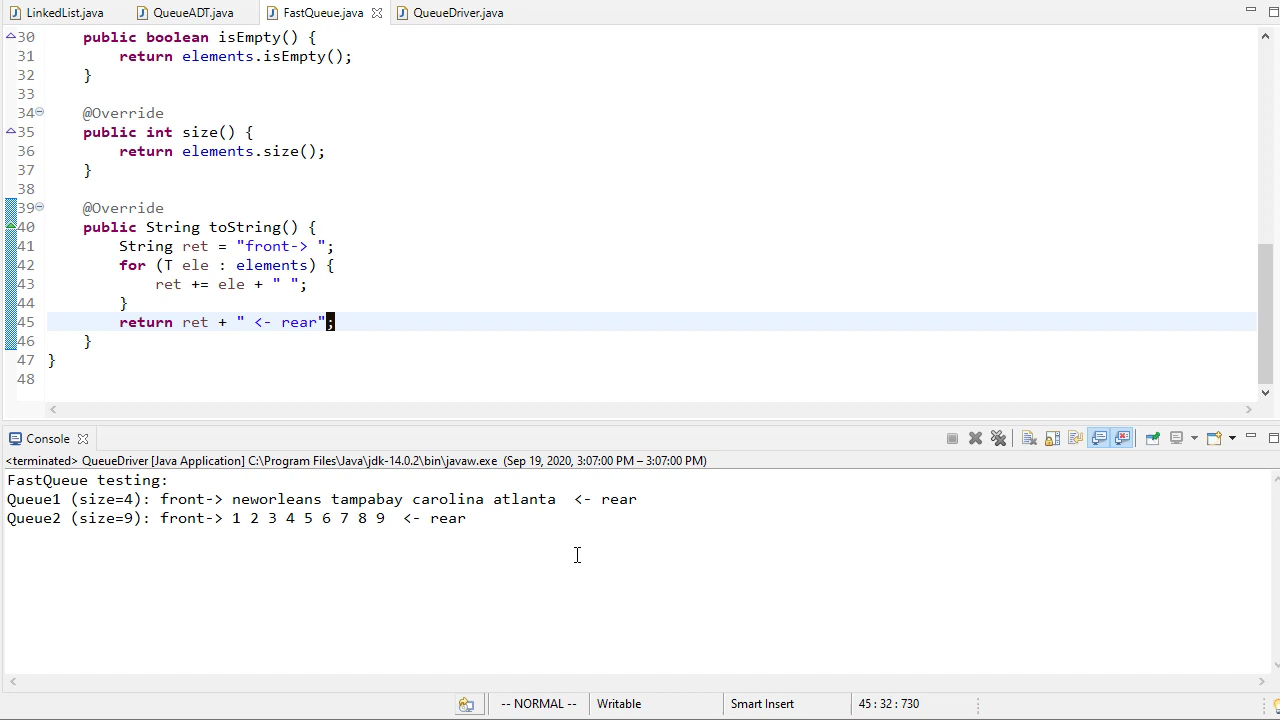 LinkedList.java QueueADT.java FastQueue.java QueueDriver.java
30 public boolean isEmpty() {
31 return elements.isEmpty();
32 }
33
34 @Override
35 public int size() {
36 return elements.size();
37 }
38
39 @Override
40 public String toString() {
41 String ret = "front-> ";
42 for (T ele : elements) {
43 ret += ele + " ";
44 }
45 return ret + " <- rear";
46 }
47 }
48
Console
<terminated> QueueDriver [Java Application] C:\Program Files\Java\jdk-14.0.2\bin\javaw.exe (Sep 19, 2020, 3:07:00 PM – 3:07:00 PM)
FastQueue testing:
Queue1 (size=4): front-> neworleans tampabay carolina atlanta  <- rear
Queue2 (size=9): front-> 1 2 3 4 5 6 7 8 9  <- rear
-- NORMAL -- Writable Smart Insert 45 : 32 : 730